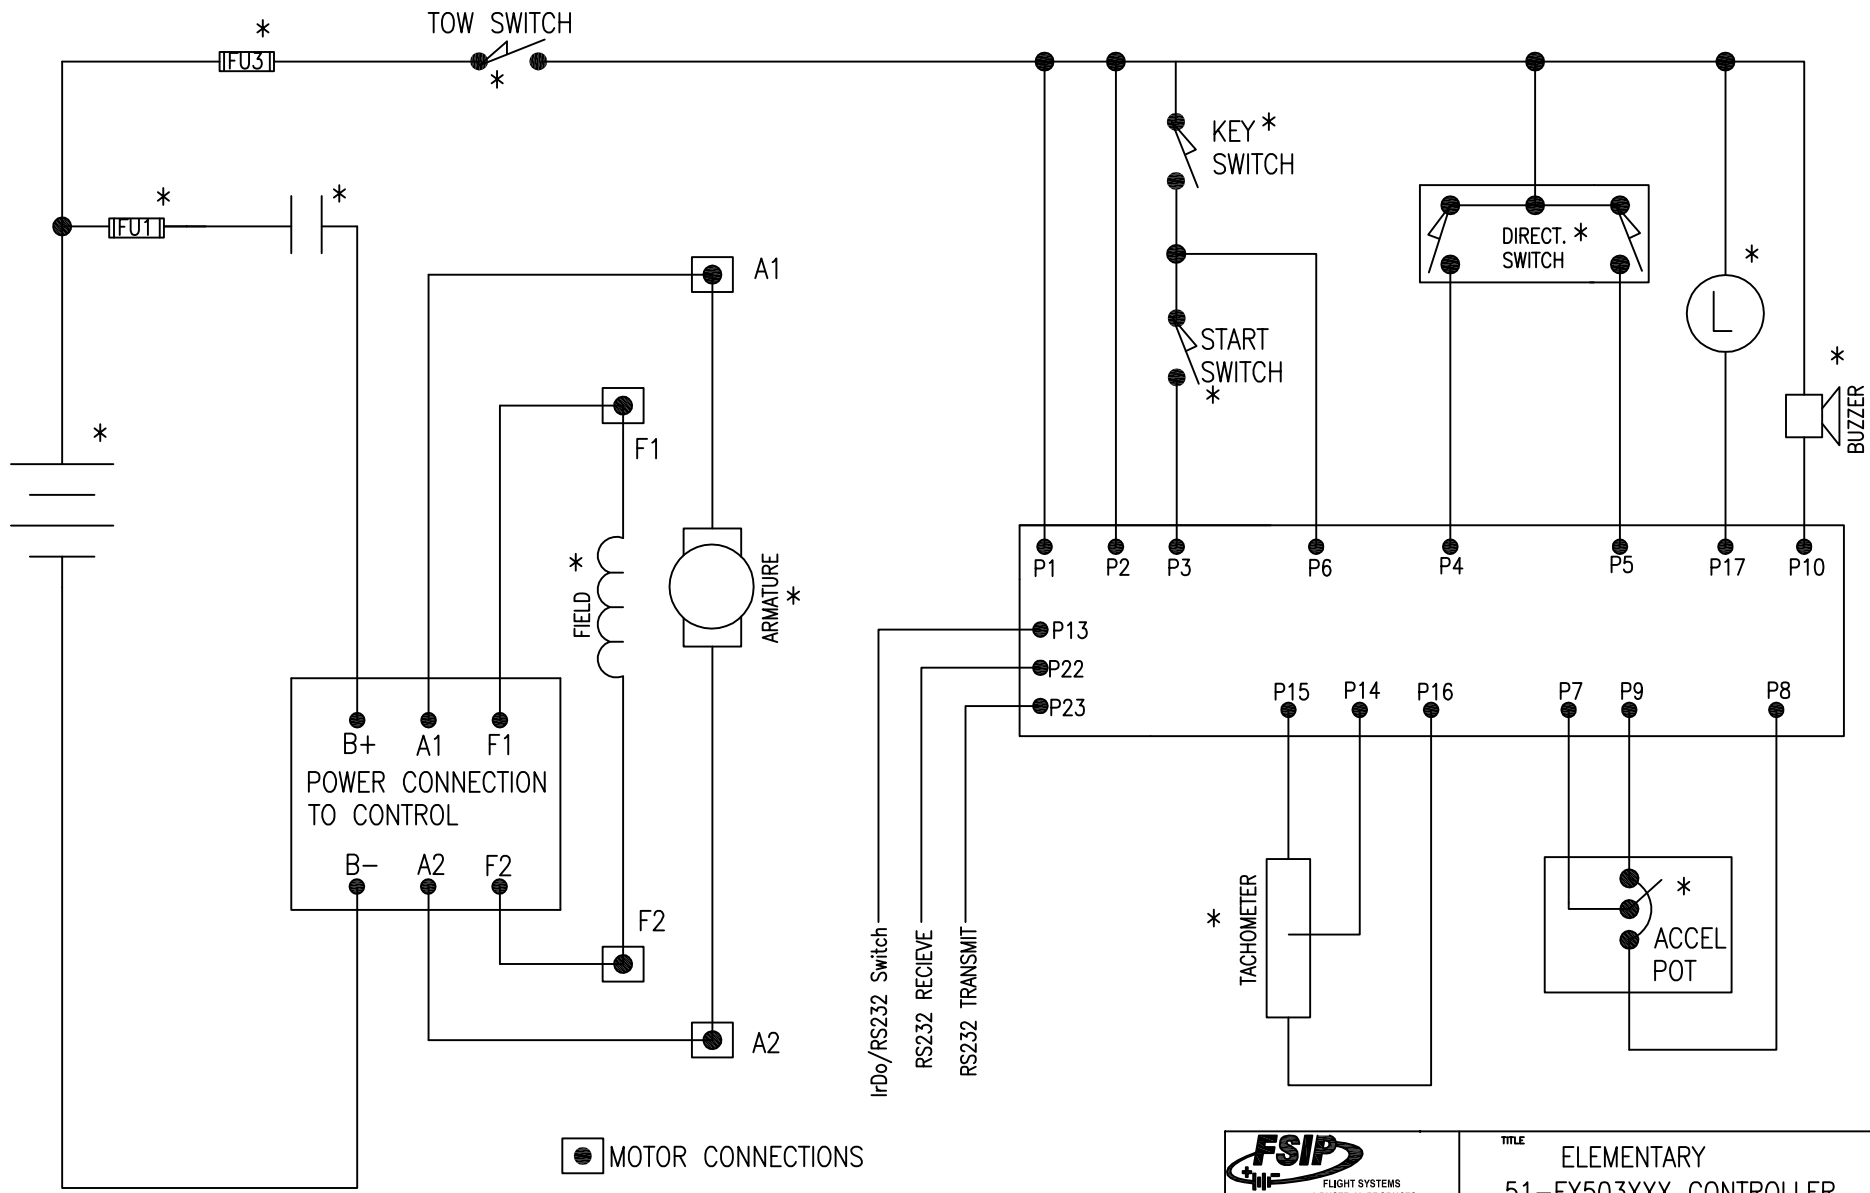 TOW SWITCH
*
FU3
*
KEY *
SWITCH
*
*
FU1
DIRECT. *
SWITCH
*
A1
L
START
SWITCH
*
*
BUZZER
*
F1
*
FIELD
ARMATURE
*
P1
P2
P3
P6
P4
P5
P17
P10
P13
P22
P23
P15
P14
P16
P7
P9
P8
B+
A1
F1
POWER CONNECTION
TO CONTROL
B-
A2
F2
F2
A2
IrDo/RS232 Switch
RS232 RECIEVE
RS232 TRANSMIT
*
TACHOMETER
*
ACCEL
POT
MOTOR CONNECTIONS
FSIP
FLIGHT SYSTEMS
TITLE
ELEMENTARY
51-EX503XXX CONTROLLER